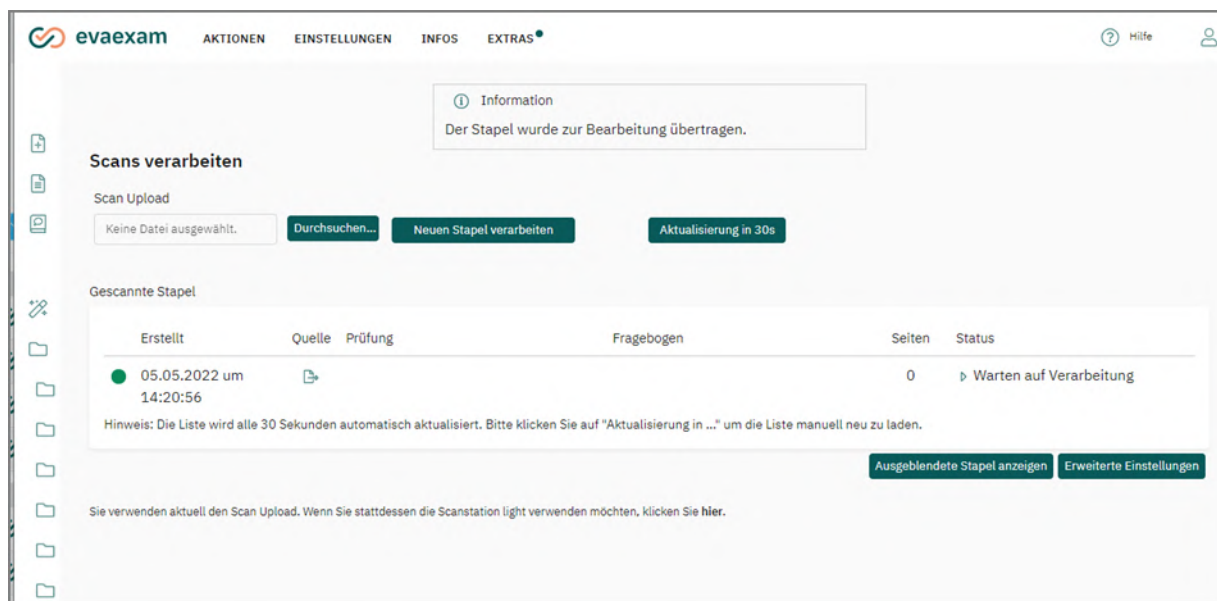 evaexam AKTIONEN EINSTELLUNGEN INFOS EXTRAS Hilfe
Information
Der Stapel wurde zur Bearbeitung übertragen.
Scans verarbeiten
Scan Upload
Keine Datei ausgewählt. Durchsuchen... Neuen Stapel verarbeiten Aktualisierung in 30s
Gescannte Stapel
Erstellt Quelle Prüfung Fragebogen Seiten Status
05.05.2022 um 0 Warten auf Verarbeitung
14:20:56
Hinweis: Die Liste wird alle 30 Sekunden automatisch aktualisiert. Bitte klicken Sie auf "Aktualisierung in ..." um die Liste manuell neu zu laden.
Ausgeblendete Stapel anzeigen Erweiterte Einstellungen
Sie verwenden aktuell den Scan Upload. Wenn Sie stattdessen die Scanstation light verwenden möchten, klicken Sie hier.